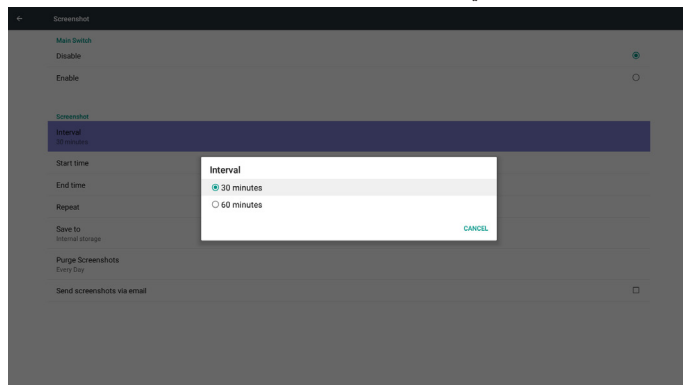 Screenshot
Main Switch
Disable
Enable
Screenshot
Interval
30 minutes
Start time
End time
Repeat
Save to
Internal storage
Purge Screenshots
Every Day
Send screenshots via email
Interval
30 minutes
60 minutes
CANCEL